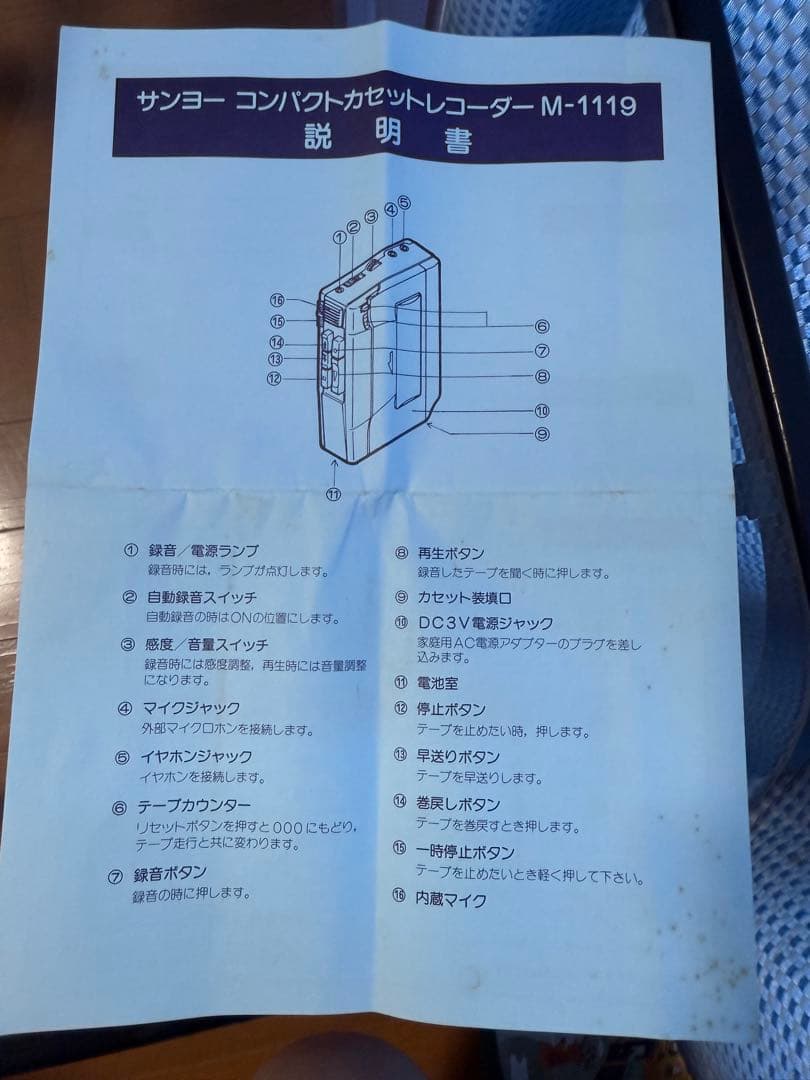 サンヨー コンパクトカセットレコーダー M-1119
説明書
① ② ③ ④ ⑤
⑯
⑮
⑭
⑬
⑫
⑥
⑦
⑧
⑩
⑨
⑪
① 録音/電源ランプ
録音時には,ランプが点灯します。
② 自動録音スイッチ
自動録音の時はONの位置にします。
③ 感度/音量スイッチ
録音時には感度調整,再生時には音量調整
になります。
④ マイクジャック
外部マイクロホンを接続します。
⑤ イヤホンジャック
イヤホンを接続します。
⑥ テープカウンター
リセットボタンを押すと000にもどり,
テープ走行と共に変わります。
⑦ 録音ボタン
録音の時に押します。
⑧ 再生ボタン
録音したテープを聞く時に押します。
⑨ カセット装填口
⑩ DC3V電源ジャック
家庭用AC電源アダプターのプラグを差し
込みます。
⑪ 電池室
⑫ 停止ボタン
テープを止めたい時,押します。
⑬ 早送りボタン
テープを早送りします。
⑭ 巻戻しボタン
テープを巻戻すとき押します。
⑮ 一時停止ボタン
テープを止めたいとき軽く押して下さい。
⑯ 内蔵マイク